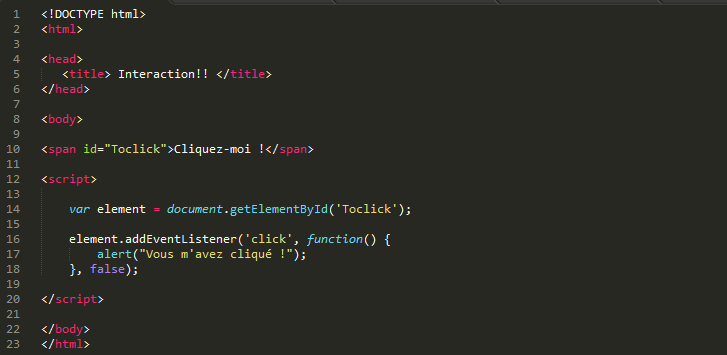 1 <!DOCTYPE html>
2 <html>
3
4 <head>
5 <title> Interaction!! </title>
6 </head>
7
8 <body>
9
10 <span id="Toclick">Cliquez-moi !</span>
11
12 <script>
13
14 var element = document.getElementById('Toclick');
15
16 element.addEventListener('click', function() {
17 alert("Vous m'avez cliqué !");
18 }, false);
19
20 </script>
21
22 </body>
23 </html>